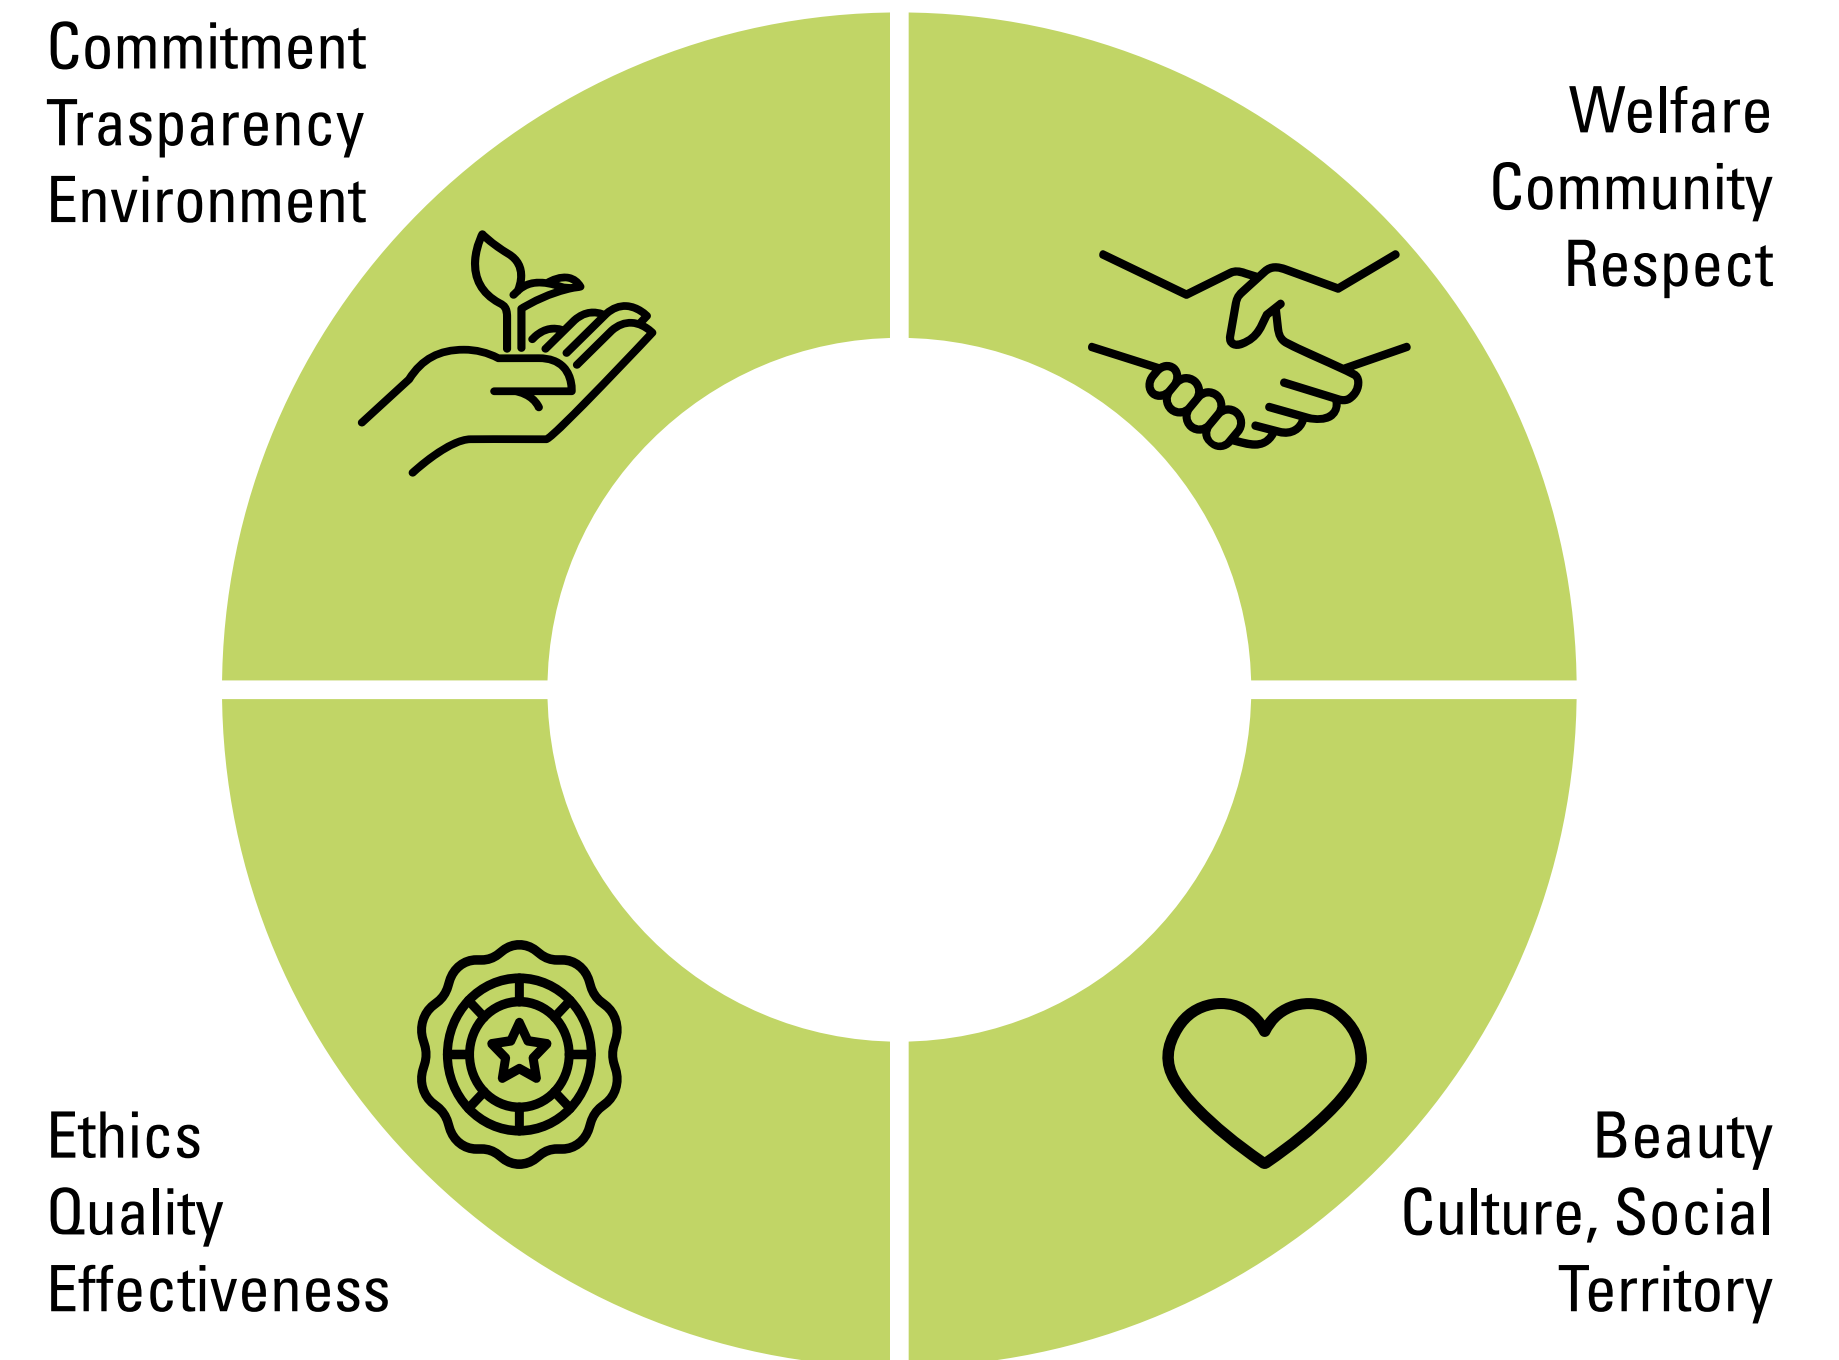 Commitment
Trasparency
Environment
Welfare
Community
Respect
Ethics
Quality
Effectiveness
Beauty
Culture, Social
Territory